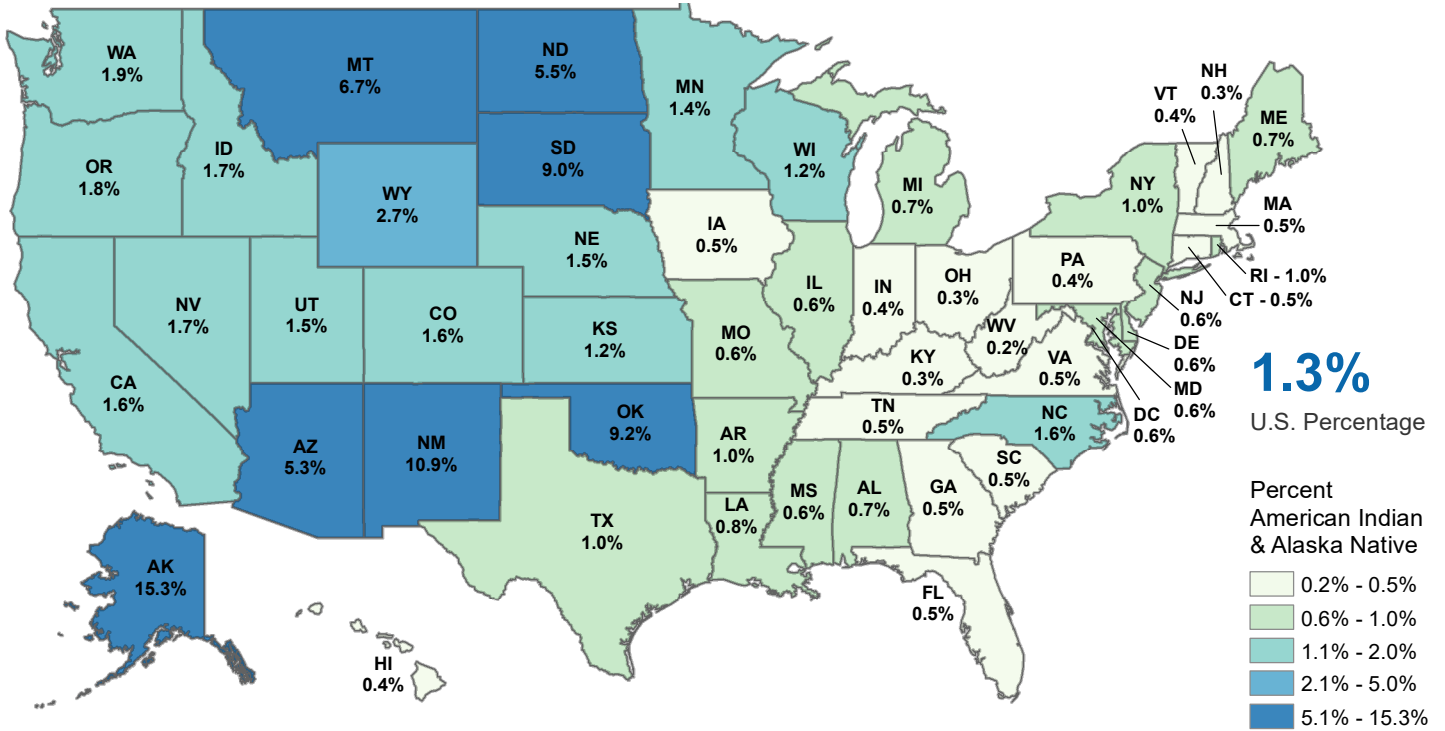 WA
1.9%
MT
6.7%
ND
5.5%
MN
1.4%
NH
0.3%
VT
0.4%
ME
0.7%
OR
1.8%
ID
1.7%
SD
9.0%
WI
1.2%
WY
2.7%
MI
0.7%
NY
1.0%
MA
0.5%
IA
0.5%
NE
1.5%
PA
0.4%
RI - 1.0%
CT - 0.5%
NJ
0.6%
NV
1.7%
UT
1.5%
CO
1.6%
IL
0.6%
IN
0.4%
OH
0.3%
KS
1.2%
MO
0.6%
WV
0.2%
KY
0.3%
VA
0.5%
DE
0.6%
MD
0.6%
DC
0.6%
CA
1.6%
AZ
5.3%
NM
10.9%
OK
9.2%
AR
1.0%
TN
0.5%
NC
1.6%
SC
0.5%
MS
0.6%
AL
0.7%
GA
0.5%
LA
0.8%
TX
1.0%
FL
0.5%
AK
15.3%
HI
0.4%
1.3%
U.S. Percentage
Percent
American Indian
& Alaska Native
0.2% - 0.5%
0.6% - 1.0%
1.1% - 2.0%
2.1% - 5.0%
5.1% - 15.3%